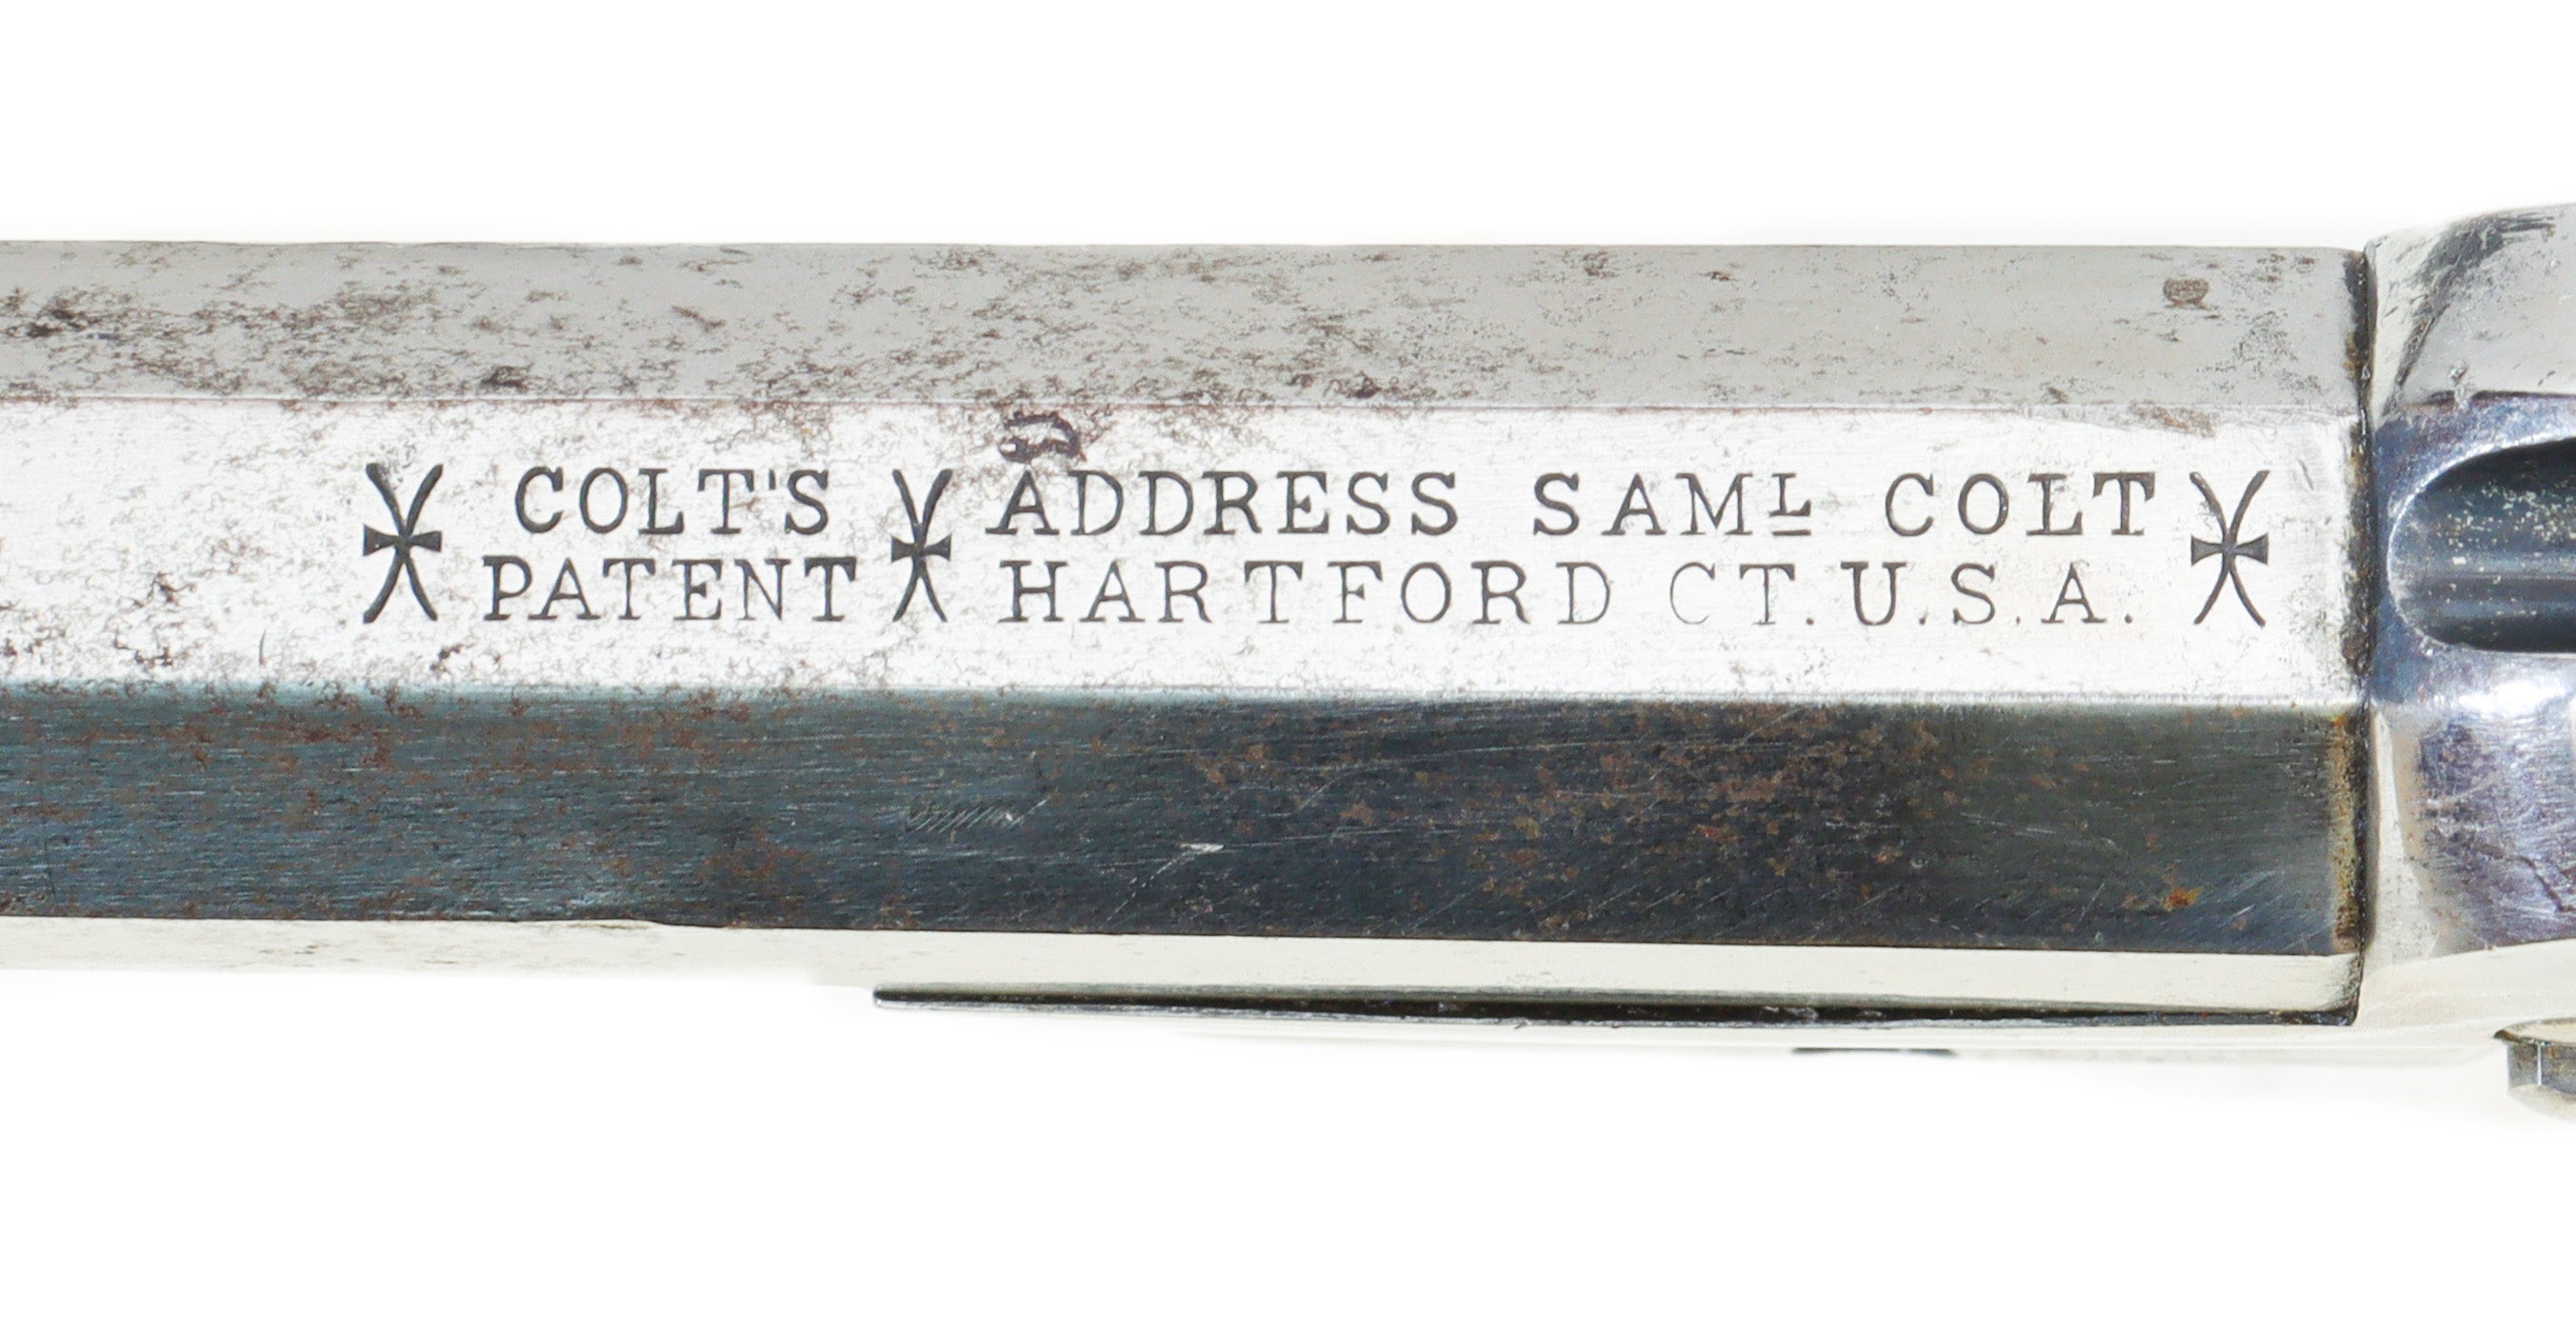 COLT'S ADDRESS SAML COLT
PATENT HARTFORD CT. U.S.A.